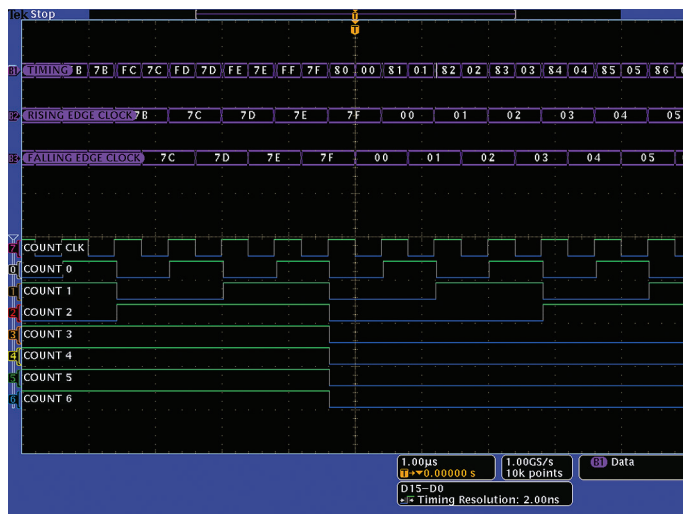 Tek Stop
B1 TIMING B 7B FC 7C FD 7D FE 7E FF 7F 80 00 81 01 82 02 83 03 84 04 85 05 86
B2 RISING EDGE CLOCK 7B 7C 7D 7E 7F 00 01 02 03 04 05
B3 FALLING EDGE CLOCK 7C 7D 7E 7F 00 01 02 03 04 05
7 COUNT CLK
0 COUNT 0
1 COUNT 1
2 COUNT 2
3 COUNT 3
4 COUNT 4
5 COUNT 5
6 COUNT 6
1.00µs
T→▼0.00000 s
1.00GS/s
10k points
B1 Data
D15–D0
Timing Resolution: 2.00ns